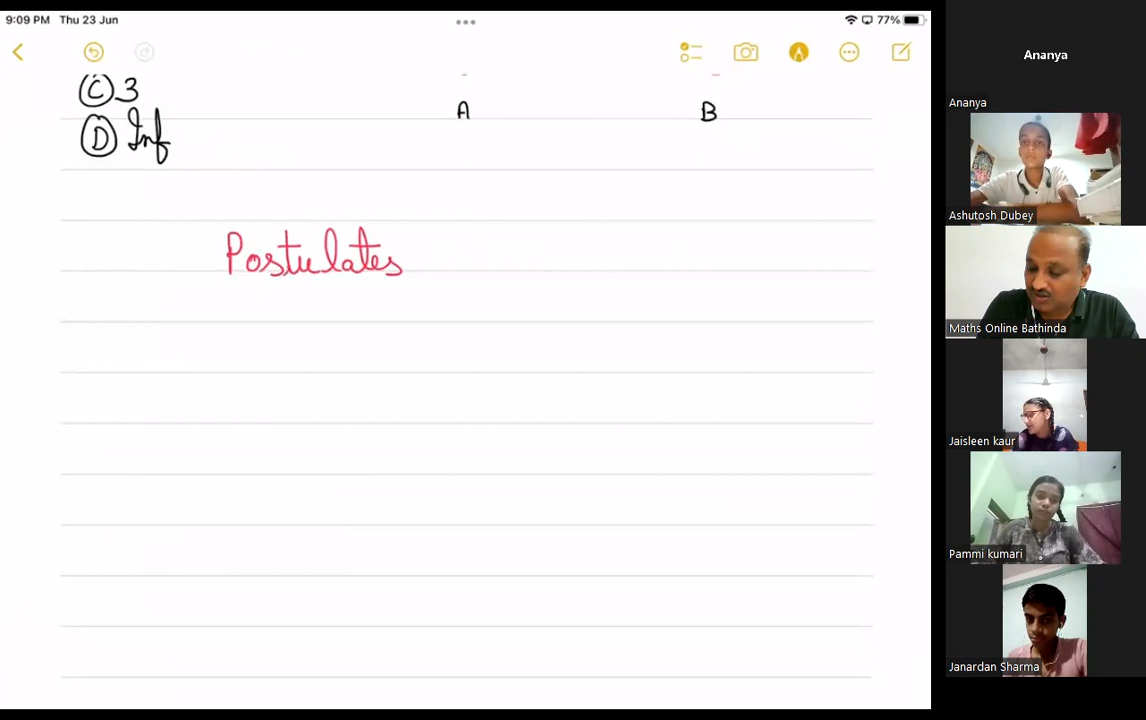 9:09 PM Thu 23 Jun
77%
Ⓒ 3
A B
Ⓓ Inf
Postulates
Ananya
Ananya
Ashutosh Dubey
Maths Online Bathinda
Jaisleen kaur
Pammi kumari
Janardan Sharma